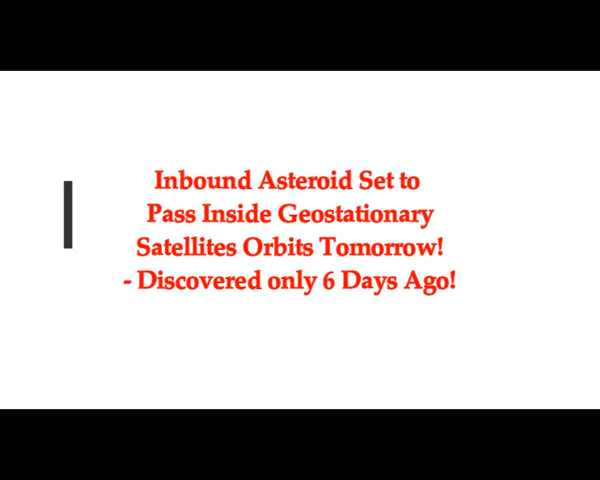 Inbound Asteroid Set to
Pass Inside Geostationary
Satellites Orbits Tomorrow!
- Discovered only 6 Days Ago!